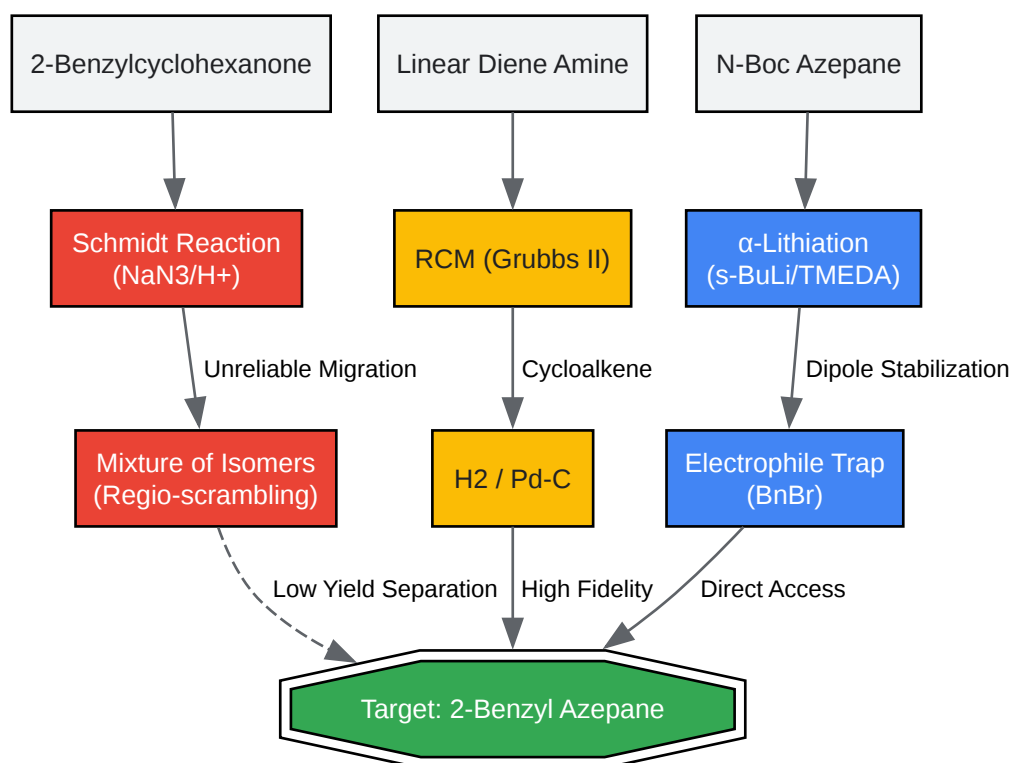 2-Benzylcyclohexanone
Linear Diene Amine
N-Boc Azepane
Schmidt Reaction
(NaN3/H+)
RCM (Grubbs II)
α-Lithiation
(s-BuLi/TMEDA)
Unreliable Migration
Cycloalkene
Dipole Stabilization
Mixture of Isomers
(Regio-scrambling)
H2 / Pd-C
Electrophile Trap
(BnBr)
Low Yield Separation
High Fidelity
Direct Access
Target: 2-Benzyl Azepane